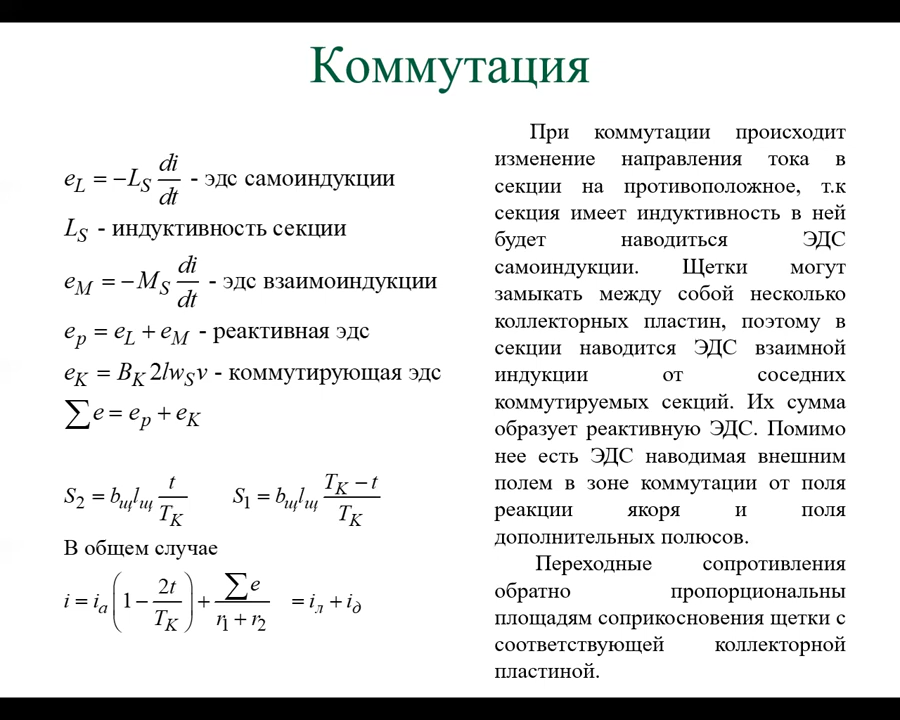 Коммутация
e_L = −L_S di/dt - эдс самоиндукции
L_S - индуктивность секции
e_M = −M_S di/dt - эдс взаимоиндукции
e_p = e_L + e_M - реактивная эдс
e_K = B_K 2lw_S v - коммутирующая эдс
∑e = e_p + e_K
S_2 = b_щ l_щ t/T_K S_1 = b_щ l_щ (T_K − t)/T_K
В общем случае
i = i_a (1 − 2t/T_K) + ∑e/(r_1 + r_2) = i_л + i_д
При коммутации происходит
изменение направления тока в
секции на противоположное, т.к
секция имеет индуктивность в ней
будет наводиться ЭДС
самоиндукции. Щетки могут
замыкать между собой несколько
коллекторных пластин, поэтому в
секции наводится ЭДС взаимной
индукции от соседних
коммутируемых секций. Их сумма
образует реактивную ЭДС. Помимо
нее есть ЭДС наводимая внешним
полем в зоне коммутации от поля
реакции якоря и поля
дополнительных полюсов.
Переходные сопротивления
обратно пропорциональны
площадям соприкосновения щетки с
соответствующей коллекторной
пластиной.